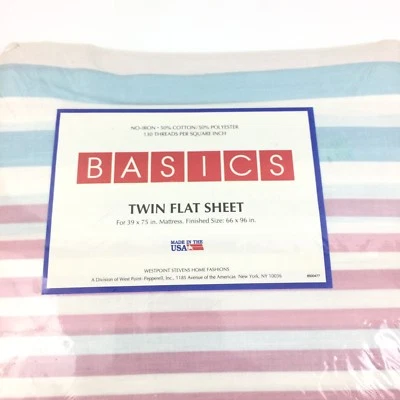 NO-IRON • 50% COTTON/50% POLYESTER
130 THREADS PER SQUARE INCH
BASICS
TWIN FLAT SHEET
For 39 x 75 in. Mattress. Finished Size: 66 x 96 in.
MADE IN THE
USA
WESTPOINT STEVENS HOME FASHIONS
A Division of West Point-Pepperell, Inc., 1185 Avenue of the Americas, New York, NY 10036